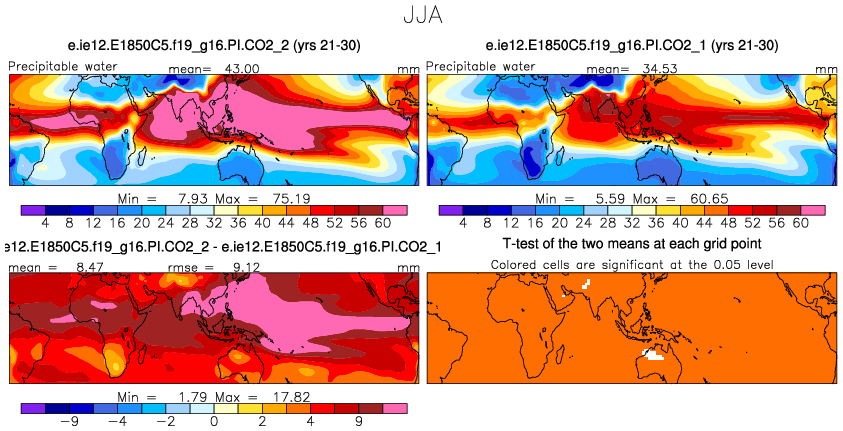 JJA
e.ie12.E1850C5.f19_g16.PI.CO2_2 (yrs 21-30)
Precipitable water mean= 43.00 mm
Min = 7.93 Max = 75.19
4 8 12 16 20 24 28 32 36 40 44 48 52 56 60
e.ie12.E1850C5.f19_g16.PI.CO2_1 (yrs 21-30)
Precipitable water mean= 34.53 mm
Min = 5.59 Max = 60.65
4 8 12 16 20 24 28 32 36 40 44 48 52 56 60
e12.E1850C5.f19_g16.PI.CO2_2 - e.ie12.E1850C5.f19_g16.PI.CO2_1
mean = 8.47 rmse = 9.12 mm
Min = 1.79 Max = 17.82
-9 -4 -2 0 2 4 9
T-test of the two means at each grid point
Colored cells are significant at the 0.05 level